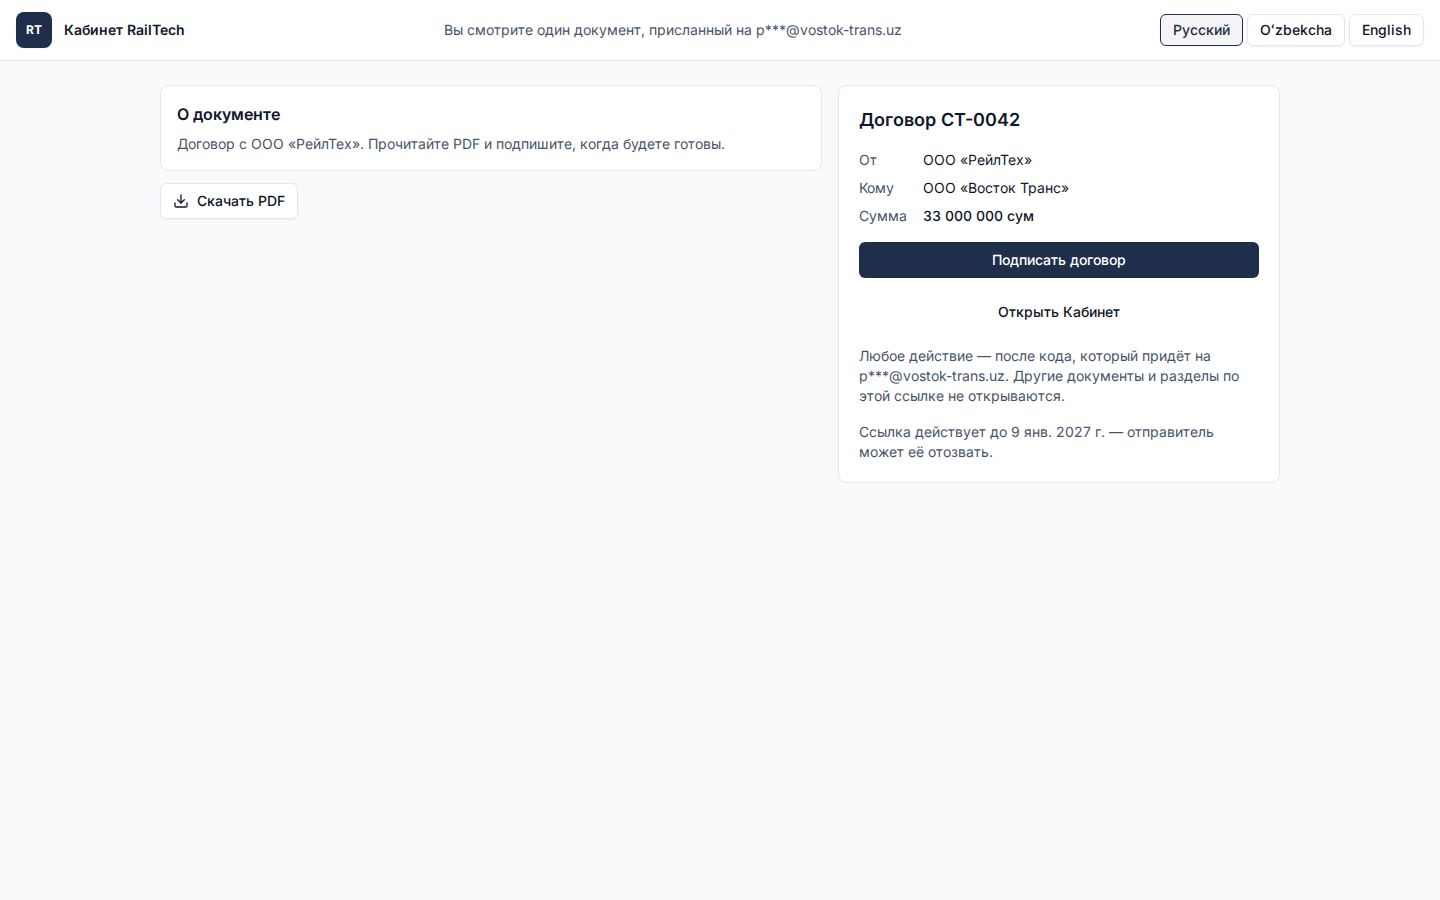 RT
Кабинет RailTech
Вы смотрите один документ, присланный на p***@vostok-trans.uz
Русский
Oʻzbekcha
English
О документе
Договор с ООО «РейлТех». Прочитайте PDF и подпишите, когда будете готовы.
Скачать PDF
Договор CT-0042
От ООО «РейлТех»
Кому ООО «Восток Транс»
Сумма 33 000 000 сум
Подписать договор
Открыть Кабинет
Любое действие — после кода, который придёт на
p***@vostok-trans.uz. Другие документы и разделы по
этой ссылке не открываются.
Ссылка действует до 9 янв. 2027 г. — отправитель
может её отозвать.